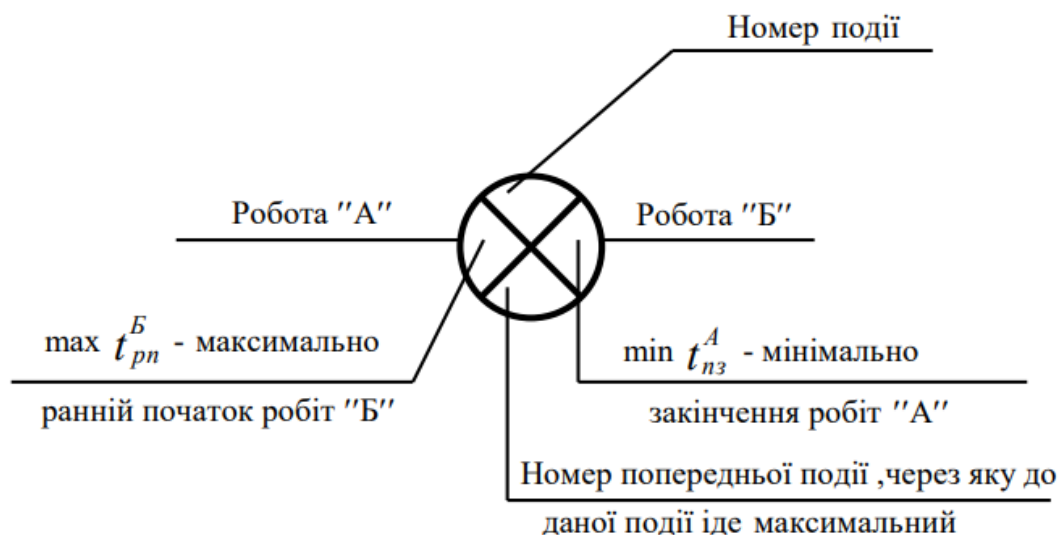 Номер події
Робота "А"
Робота "Б"
max t^Б_рп - максимально
ранній початок робіт "Б"
min t^А_пз - мінімально
закінчення робіт "А"
Номер попередньої події ,через яку до
даної події іде максимальний